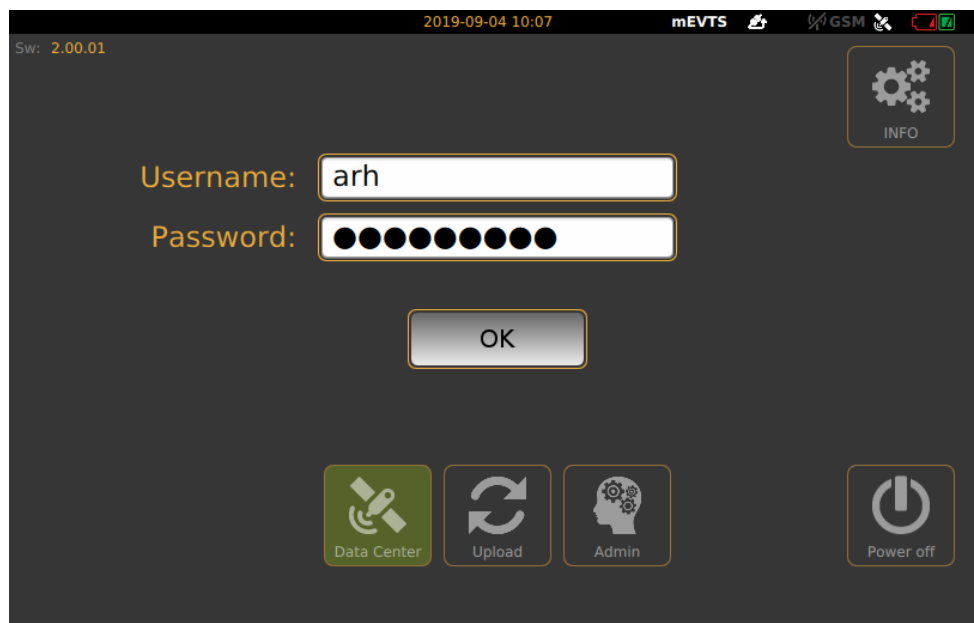 2019-09-04 10:07 mEVTS GSM
Sw: 2.00.01
INFO
Username: arh
Password: ●●●●●●●●●
OK
Data Center Upload Admin Power off